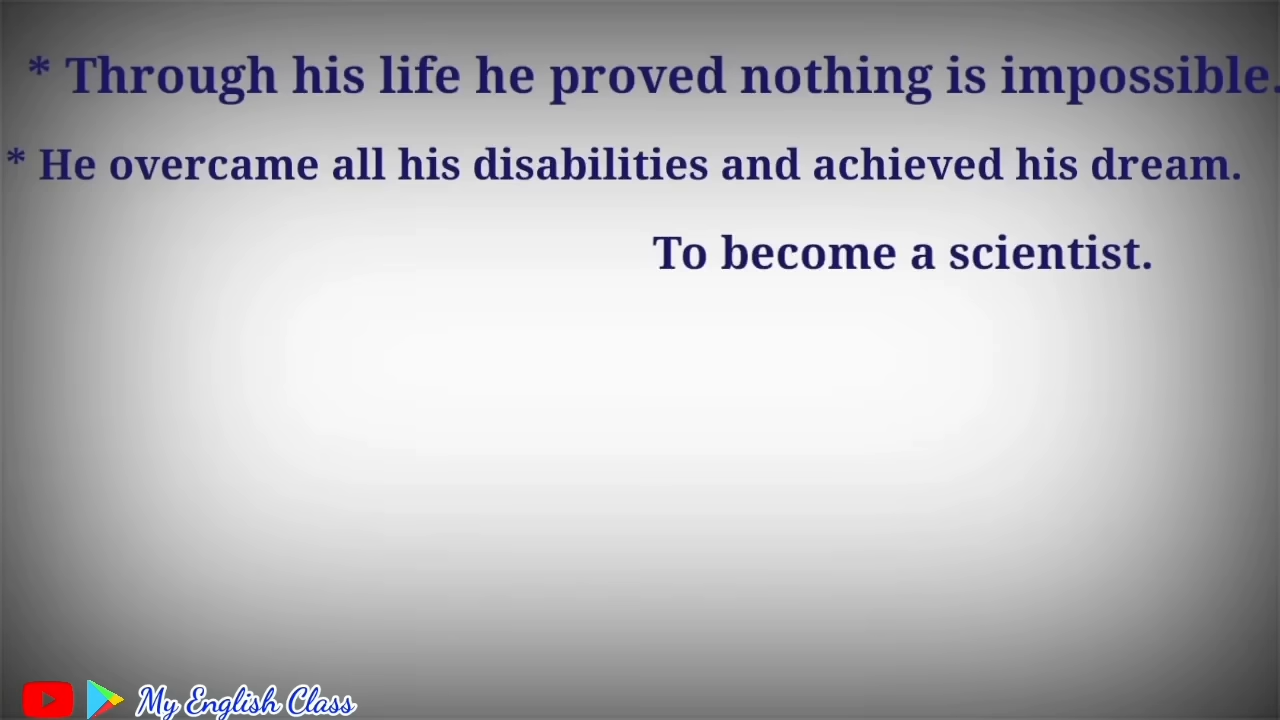 * Through his life he proved nothing is impossible.
* He overcame all his disabilities and achieved his dream.
To become a scientist.
My English Class